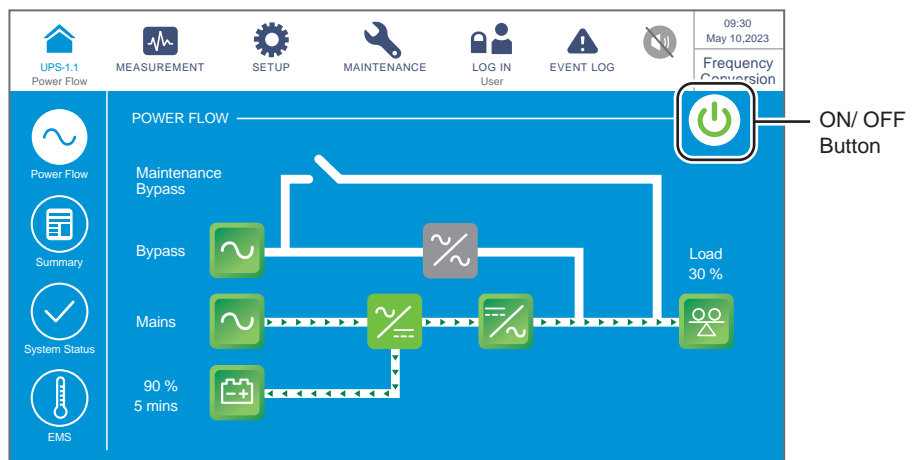 09:30
May 10,2023
UPS-1.1
Power Flow
MEASUREMENT
SETUP
MAINTENANCE
LOG IN
User
EVENT LOG
Frequency
Conversion
POWER FLOW
ON/ OFF
Button
Power Flow
Maintenance
Bypass
Summary
Bypass
Load
30 %
System Status
Mains
90 %
5 mins
EMS